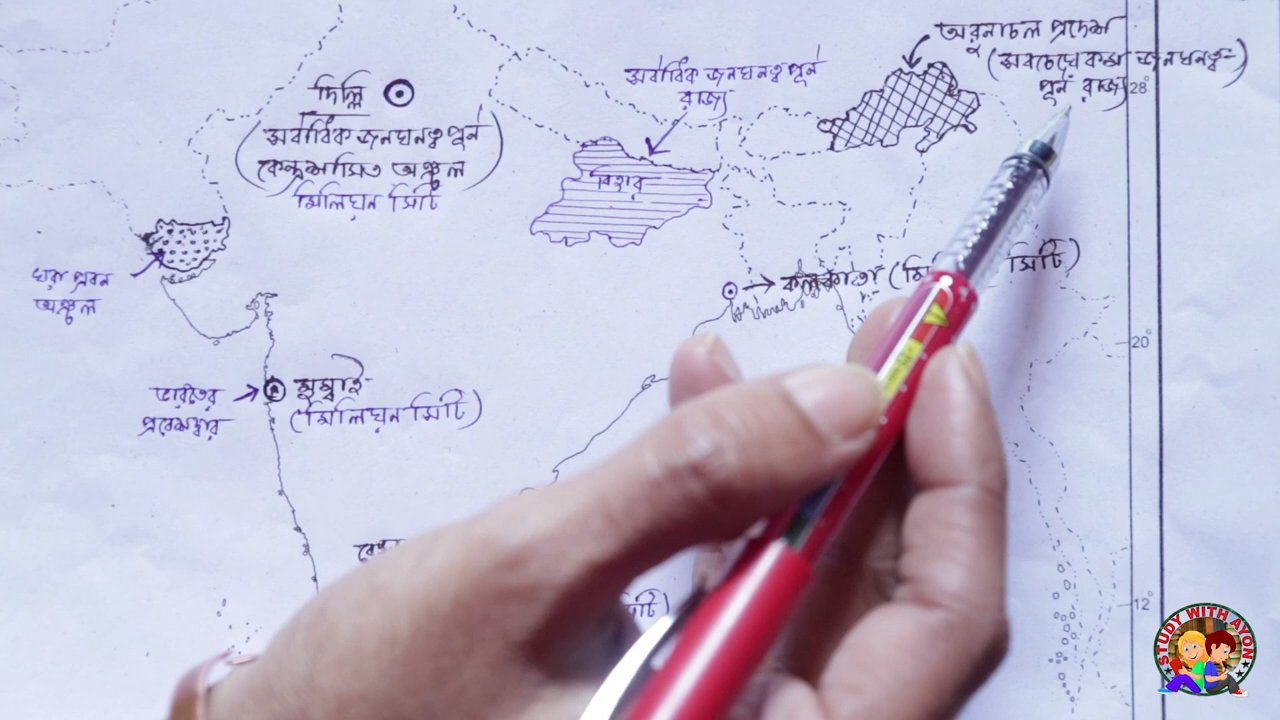 অরুনাচল প্রদেশ
(সবচেয়ে কম জনঘনত্ব-
পূর্ণ রাজ্য)
28°
সর্বাধিক জনঘনত্ব পূর্ন
রাজ্য
দিল্লি
(সর্বাধিক জনঘনত্ব পূর্ন
কেন্দ্রশাসিত অঞ্চল)
মিলিয়ন সিটি
বিহার
খরা প্রবন
অঞ্চল
কলকাতা (মি সিটি)
20°
ভারতের
প্রবেশদ্বার
মুম্বাই
(মিলিয়ন সিটি)
সিটি)
12°
STUDY WITH AYON